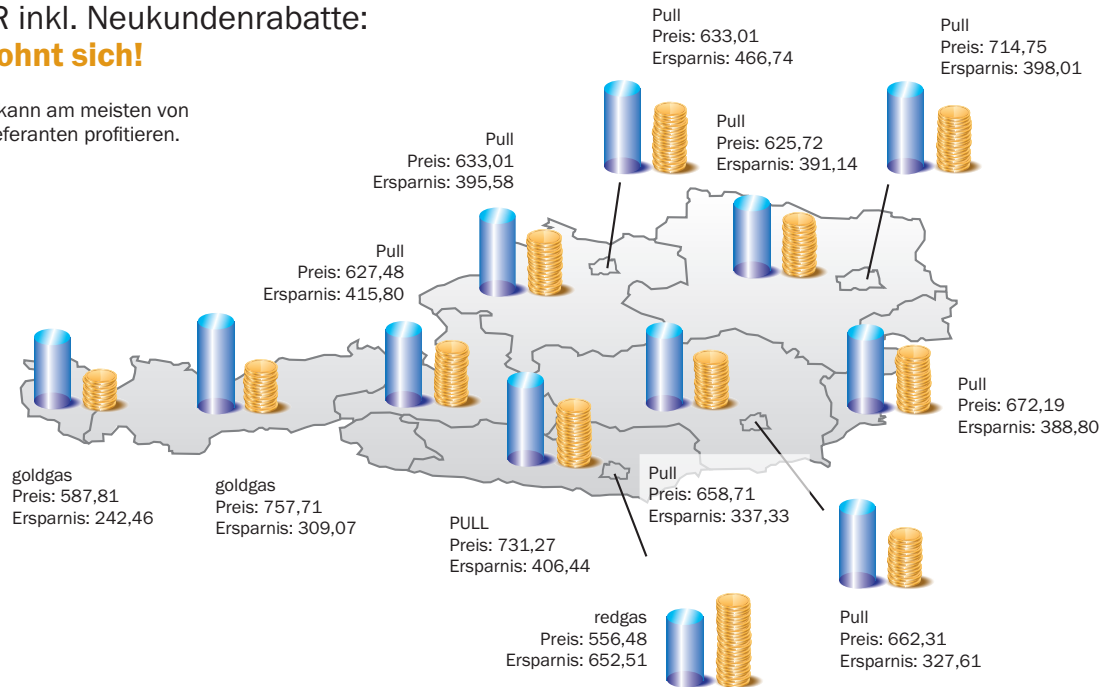 R inkl. Neukundenrabatte:
ohnt sich!
kann am meisten von
eferanten profitieren.
Pull
Preis: 633,01
Ersparnis: 466,74
Pull
Preis: 714,75
Ersparnis: 398,01
Pull
Preis: 625,72
Ersparnis: 391,14
Pull
Preis: 633,01
Ersparnis: 395,58
Pull
Preis: 627,48
Ersparnis: 415,80
Pull
Preis: 672,19
Ersparnis: 388,80
goldgas
Preis: 587,81
Ersparnis: 242,46
goldgas
Preis: 757,71
Ersparnis: 309,07
PULL
Preis: 731,27
Ersparnis: 406,44
Pull
Preis: 658,71
Ersparnis: 337,33
redgas
Preis: 556,48
Ersparnis: 652,51
Pull
Preis: 662,31
Ersparnis: 327,61